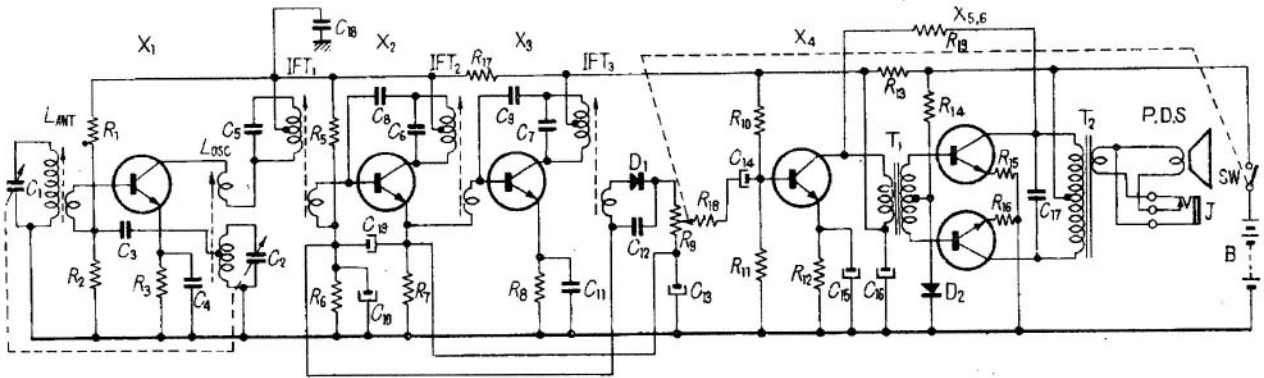 X5,6
C18
X1
X2
X3
X4
R19
IFT1
IFT2
R17
IFT3
R13
LANT
R1
C5
LOSC
R5
C8
C6
C9
C7
R10
R14
T1
T2
P.D.S
C1
D1
C14
R15
SW
R18
R16
C17
J
C3
C19
C12
R9
C2
B
R2
R3
C4
R6
C10
R7
R8
C11
C13
R11
R12
C15
C16
D2